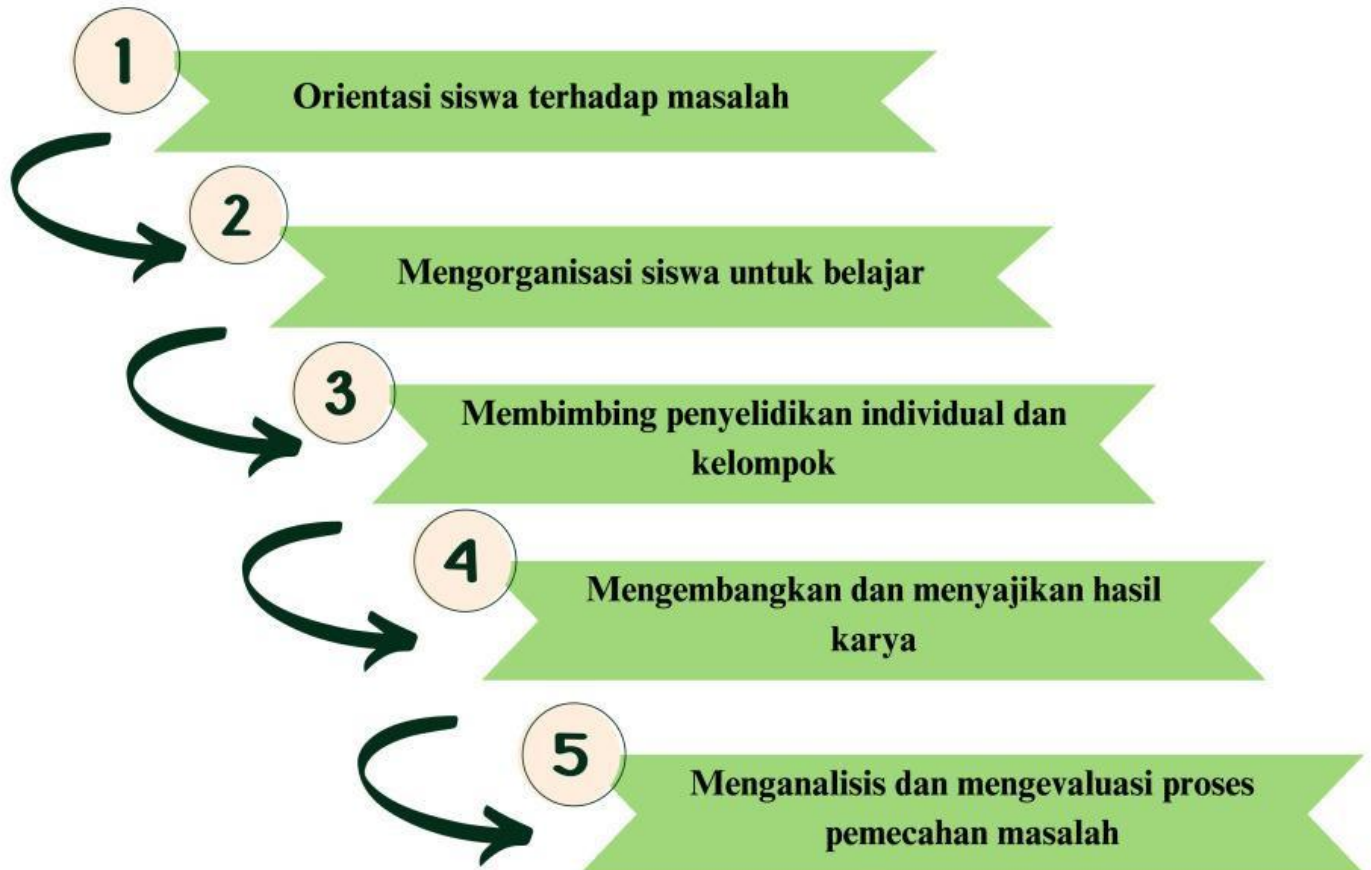 1
Orientasi siswa terhadap masalah
2
Mengorganisasi siswa untuk belajar
3
Membimbing penyelidikan individual dan
kelompok
4
Mengembangkan dan menyajikan hasil
karya
5
Menganalisis dan mengevaluasi proses
pemecahan masalah